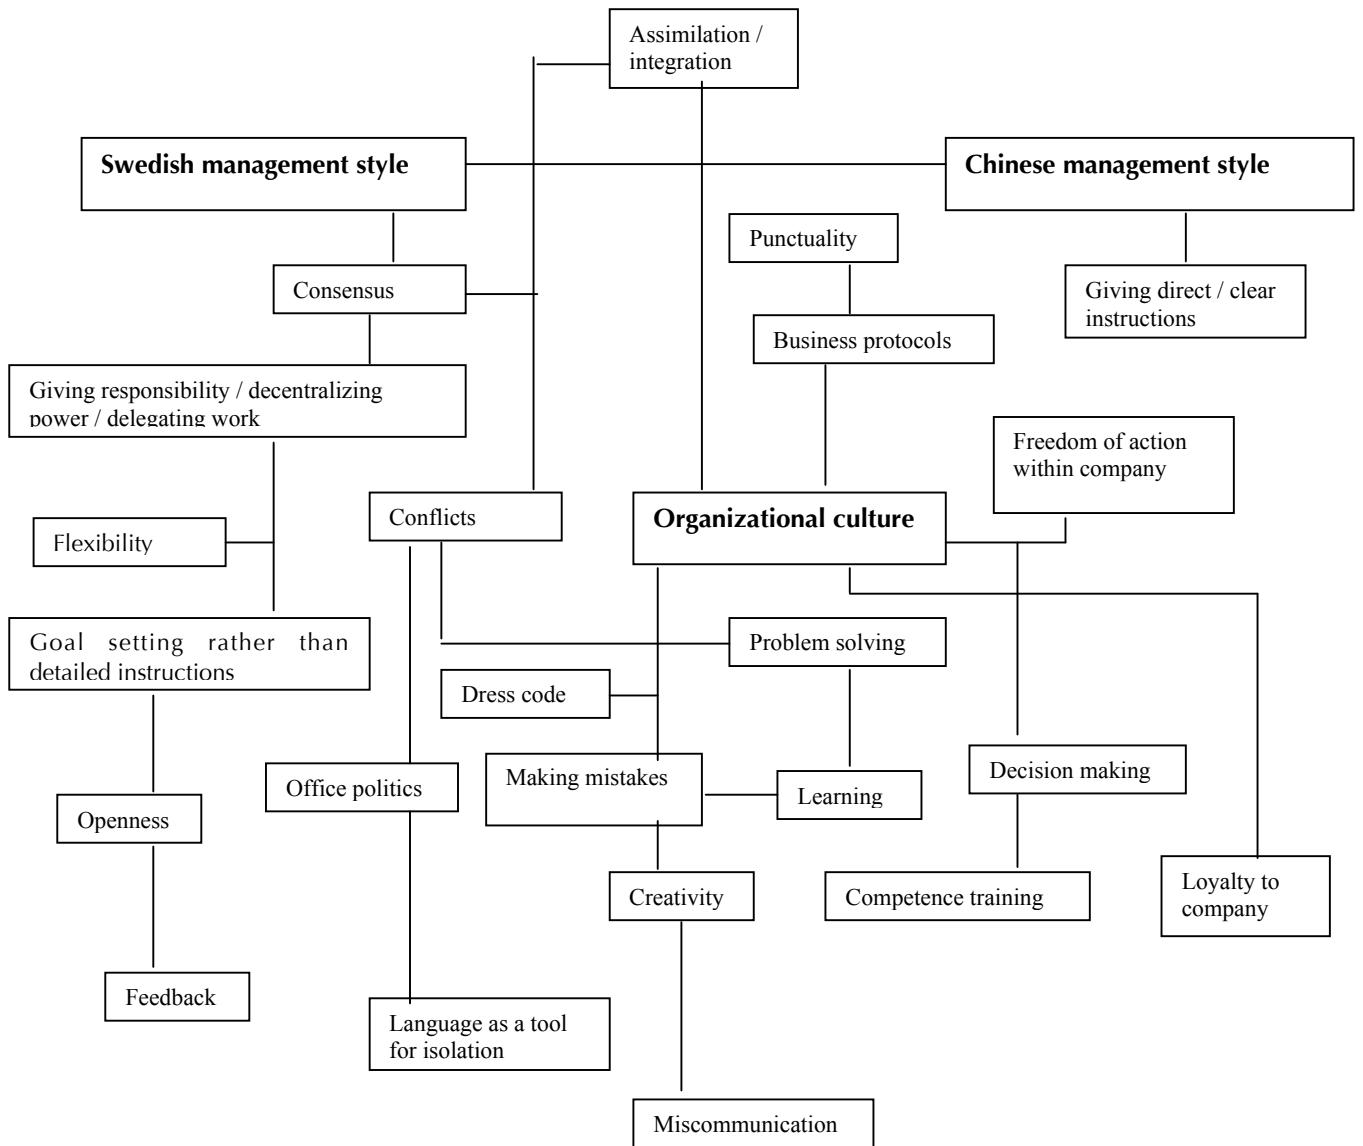 Assimilation /
integration
Swedish management style
Chinese management style
Punctuality
Consensus
Giving direct / clear
instructions
Business protocols
Giving responsibility / decentralizing
power / delegating work
Freedom of action
within company
Conflicts
Organizational culture
Flexibility
Goal setting rather than
detailed instructions
Problem solving
Dress code
Making mistakes
Decision making
Office politics
Learning
Openness
Creativity
Competence training
Loyalty to
company
Feedback
Language as a tool
for isolation
Miscommunication